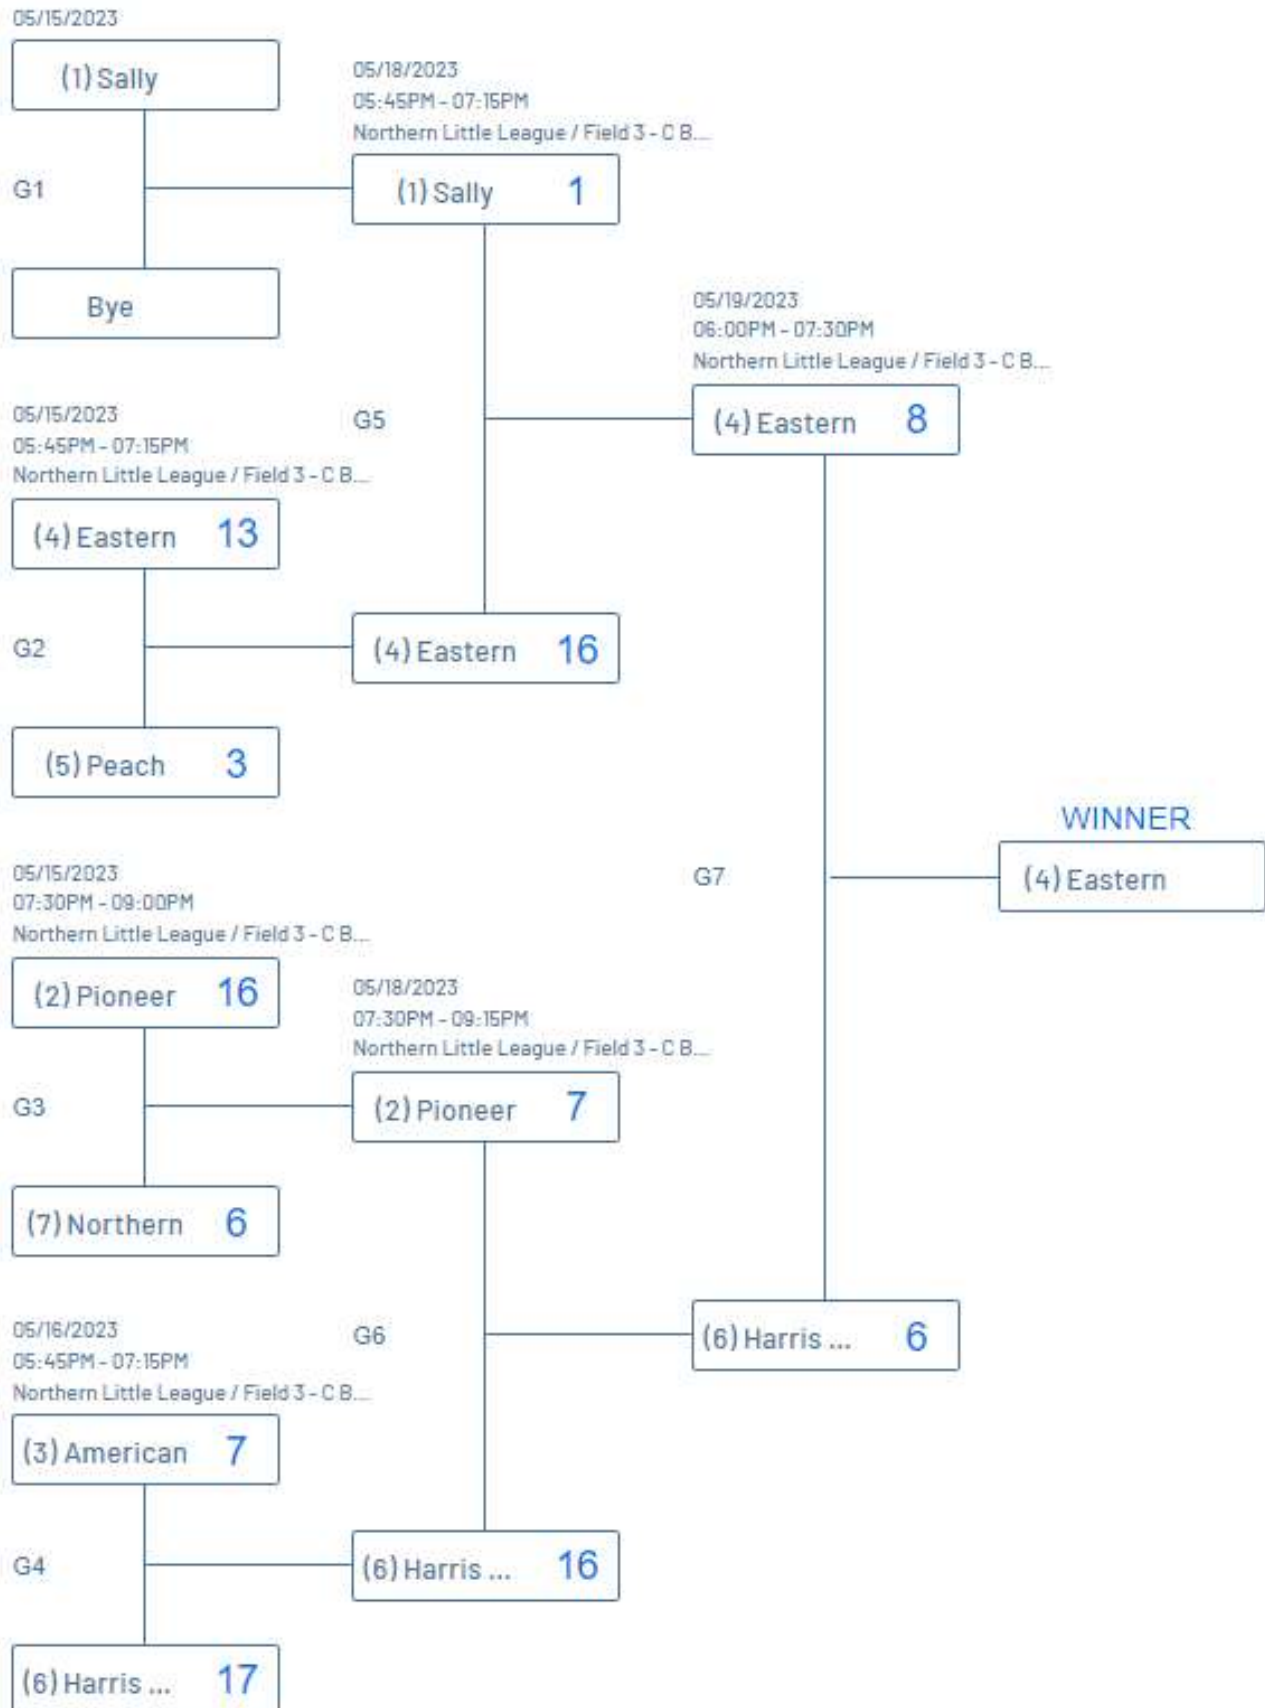 05/15/2023
(1) Sally
G1
Bye
05/15/2023
05:45PM - 07:15PM
Northern Little League / Field 3 - C B...
(4) Eastern 13
G2
(5) Peach 3
05/15/2023
07:30PM - 09:00PM
Northern Little League / Field 3 - C B...
(2) Pioneer 16
G3
(7) Northern 6
05/16/2023
05:45PM - 07:15PM
Northern Little League / Field 3 - C B...
(3) American 7
G4
(6) Harris ... 17
05/18/2023
05:45PM - 07:15PM
Northern Little League / Field 3 - C B...
(1) Sally 1
G5
(4) Eastern 16
05/18/2023
07:30PM - 09:15PM
Northern Little League / Field 3 - C B...
(2) Pioneer 7
G6
(6) Harris ... 16
05/19/2023
06:00PM - 07:30PM
Northern Little League / Field 3 - C B...
(4) Eastern 8
G7
(6) Harris ... 6
WINNER
(4) Eastern